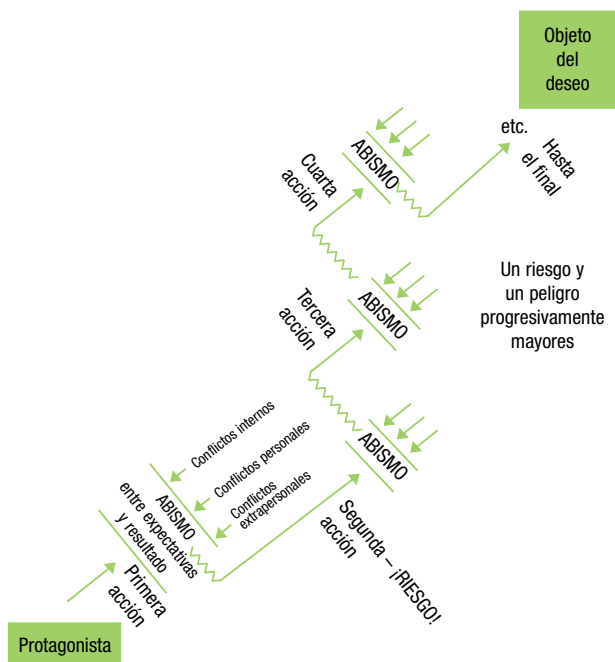 Objeto
del
deseo
etc.
Hasta
el final
ABISMO
Cuarta
acción
Un riesgo y
un peligro
progresivamente
mayores
ABISMO
Tercera
acción
ABISMO
Segunda – ¡RIESGO!
acción
Conflictos internos
Conflictos personales
Conflictos
extrapersonales
ABISMO
entre expectativas
y resultado
Primera
acción
Protagonista